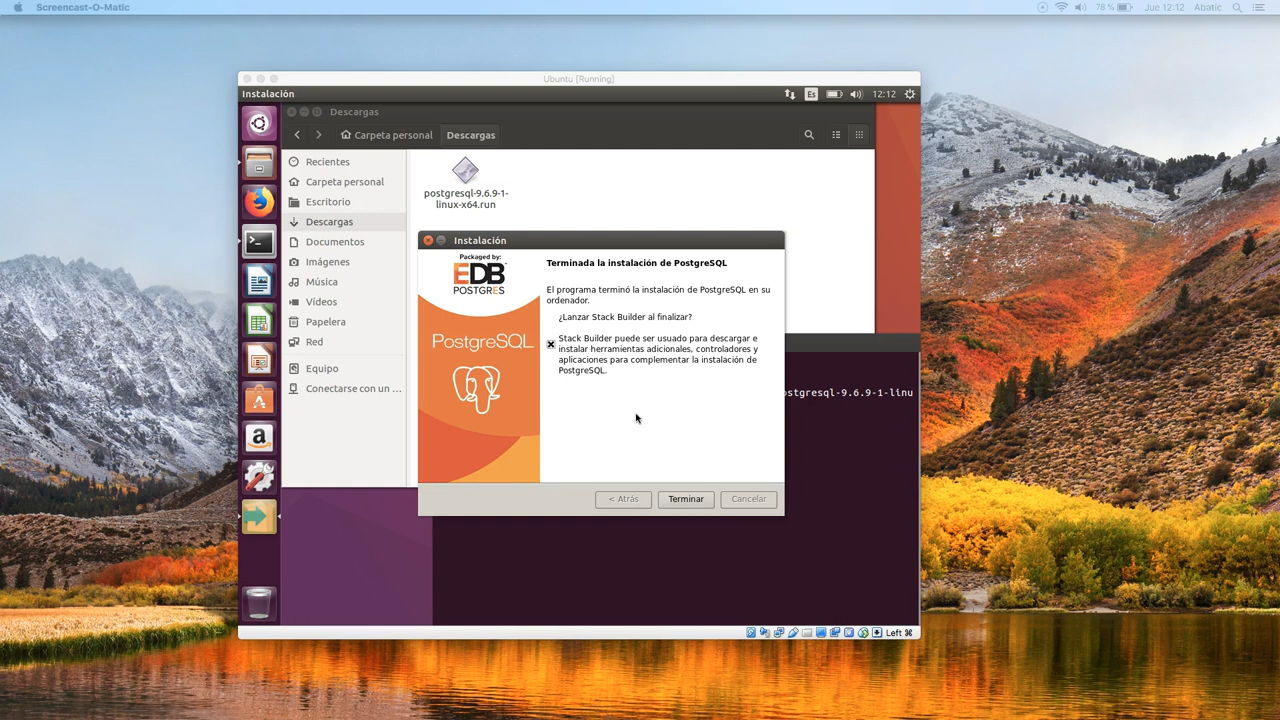 Screencast-O-Matic
78 %
Jue 12:12
Abatic
Ubuntu [Running]
Instalación
Es
12:12
Descargas
Carpeta personal
Descargas
Recientes
Carpeta personal
Escritorio
Descargas
Documentos
Imágenes
Música
Vídeos
Papelera
Red
Equipo
Conectarse con un ...
postgresql-9.6.9-1-
linux-x64.run
Instalación
Packaged by:
EDB
POSTGRES
PostgreSQL
Terminada la instalación de PostgreSQL
El programa terminó la instalación de PostgreSQL en su
ordenador.
¿Lanzar Stack Builder al finalizar?
Stack Builder puede ser usado para descargar e
instalar herramientas adicionales, controladores y
aplicaciones para complementar la instalación de
PostgreSQL.
< Atrás
Terminar
Cancelar
ostgresql-9.6.9-1-linu
Left ⌘